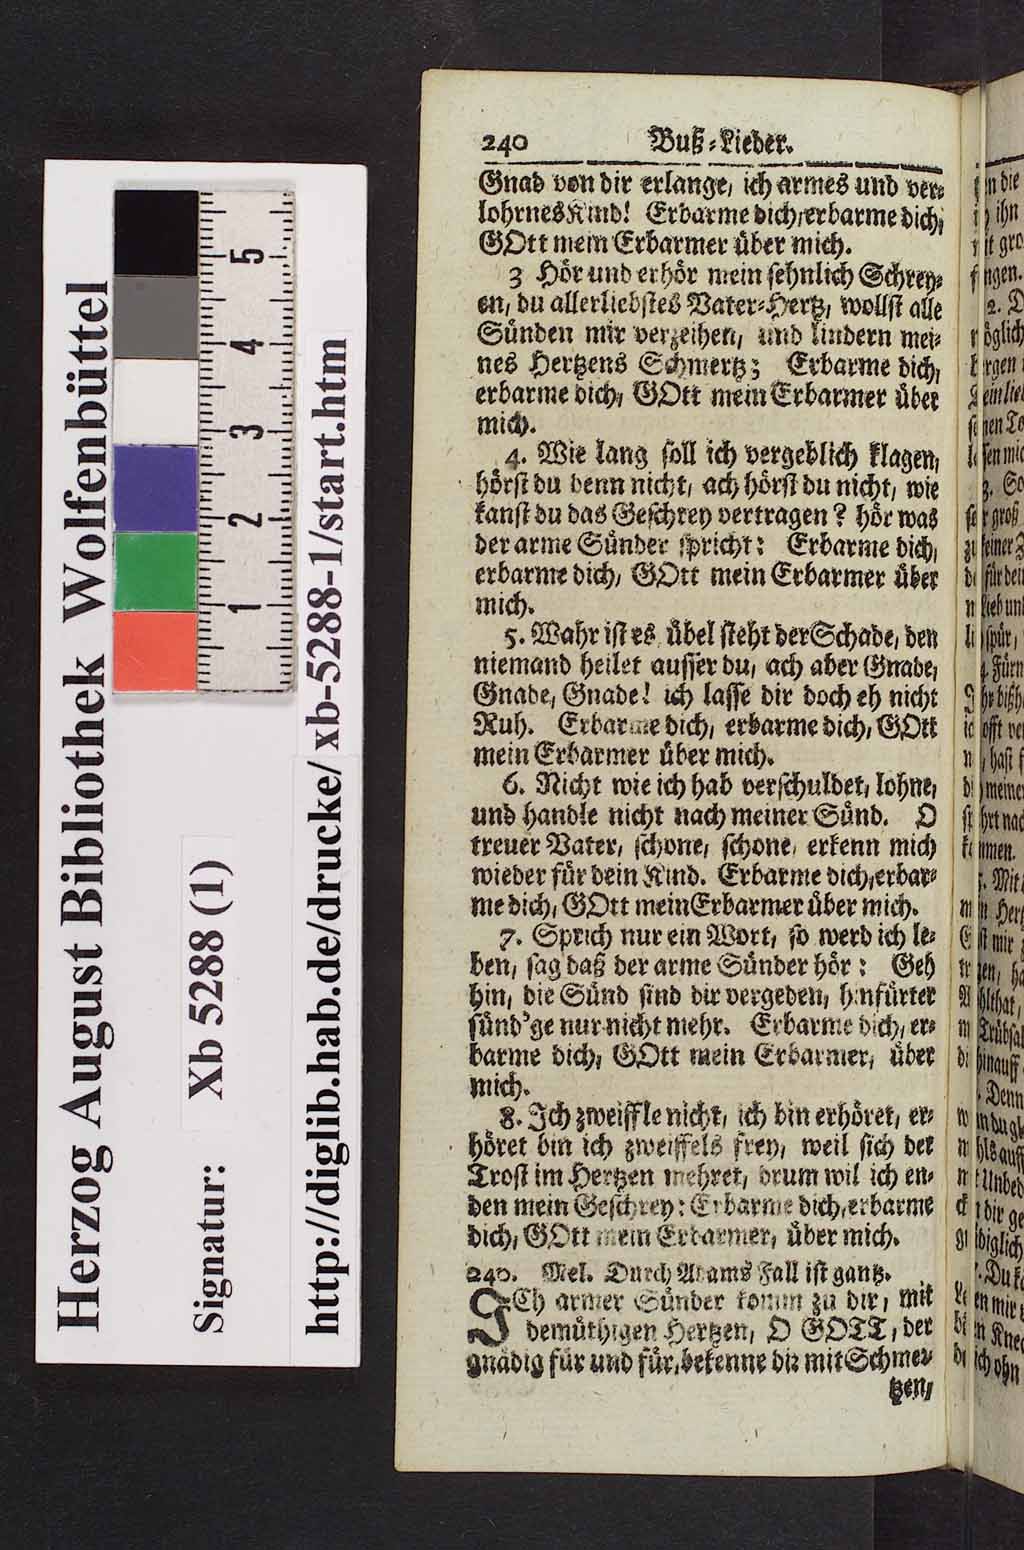 240 Buß-Lieder.
Gnad von dir erlange, ich armes und ver-
lohrnes Kind! Erbarme dich, erbarme dich,
GOtt mein Erbarmer über mich.
3 Hör und erhör mein sehnlich Schrey-
en, du allerliebstes Vater-Hertz, wollst alle
Sünden mir verzeihen, und lindern mei-
nes Hertzens Schmertz; Erbarme dich,
erbarme dich, GOtt mein Erbarmer über
mich.
4. Wie lang soll ich vergeblich klagen,
hörst du denn nicht, ach hörst du nicht, wie
kanst du das Geschrey vertragen? hör was
der arme Sünder spricht: Erbarme dich,
erbarme dich, GOtt mein Erbarmer über
mich.
5. Wahr ist es, übel steht der Schade, den
niemand heilet ausser du, ach aber Gnade,
Gnade, Gnade! ich lasse dir doch eh nicht
Ruh. Erbarme dich, erbarme dich, GOtt
mein Erbarmer über mich.
6. Nicht wie ich hab verschuldet, lohne,
und handle nicht nach meiner Sünd. O
treuer Vater, schone, schone, erkenn mich
wieder für dein Kind. Erbarme dich, erbar-
me dich, GOtt mein Erbarmer über mich.
7. Sprich nur ein Wort, so werd ich le-
ben, sag daß der arme Sünder hör: Geh
hin, die Sünd sind dir vergeben, hinfürter
sünd'ge nur nicht mehr. Erbarme dich, er-
barme dich, GOtt mein Erbarmer, über
mich.
8. Ich zweiffle nicht, ich bin erhöret, er-
höret bin ich zweiffels frey, weil sich der
Trost im Hertzen mehret, drum wil ich en-
den mein Geschrey: Erbarme dich, erbarme
dich, GOtt mein Erbarmer, über mich.
240. Mel. Durch Adams Fall ist gantz.
ICh armer Sünder komm zu dir, mit
demüthigen Hertzen, O GOTT, der
gnädig für und für, bekenne dir mit Schmer-
tzen,
Herzog August Bibliothek Wolfenbüttel
Signatur: Xb 5288 (1)
http://diglib.hab.de/drucke/xb-5288-1/start.htm
1 2 3 4 5